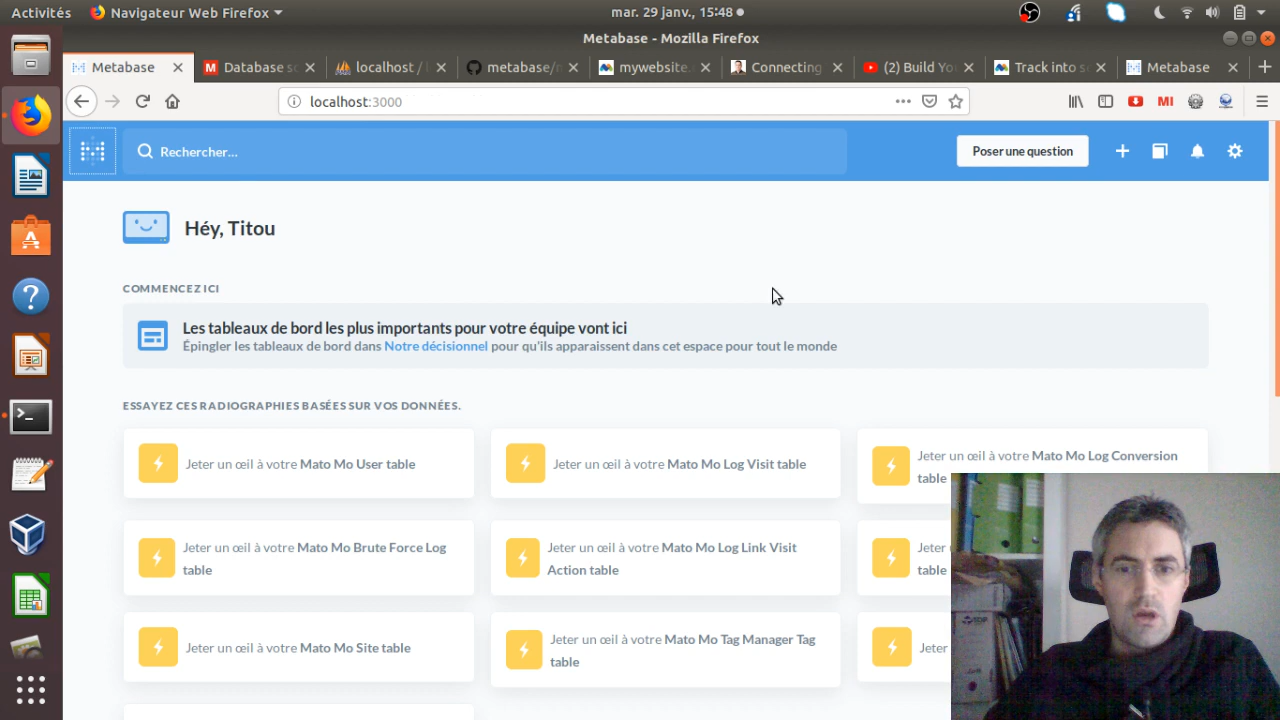 Activités
Navigateur Web Firefox
mar. 29 janv., 15:48
Metabase - Mozilla Firefox
Metabase
Database sc
localhost / l
metabase/m
mywebsite.
Connecting
(2) Build Yo
Track into s
Metabase
localhost:3000
MI
Rechercher...
Poser une question
Héy, Titou
COMMENCEZ ICI
Les tableaux de bord les plus importants pour votre équipe vont ici
Épingler les tableaux de bord dans Notre décisionnel pour qu'ils apparaissent dans cet espace pour tout le monde
ESSAYEZ CES RADIOGRAPHIES BASÉES SUR VOS DONNÉES.
Jeter un œil à votre Mato Mo User table
Jeter un œil à votre Mato Mo Log Visit table
Jeter un œil à votre Mato Mo Log Conversion
table
Jeter un œil à votre Mato Mo Brute Force Log
table
Jeter un œil à votre Mato Mo Log Link Visit
Action table
Jeter
table
Jeter un œil à votre Mato Mo Site table
Jeter un œil à votre Mato Mo Tag Manager Tag
table
Jeter